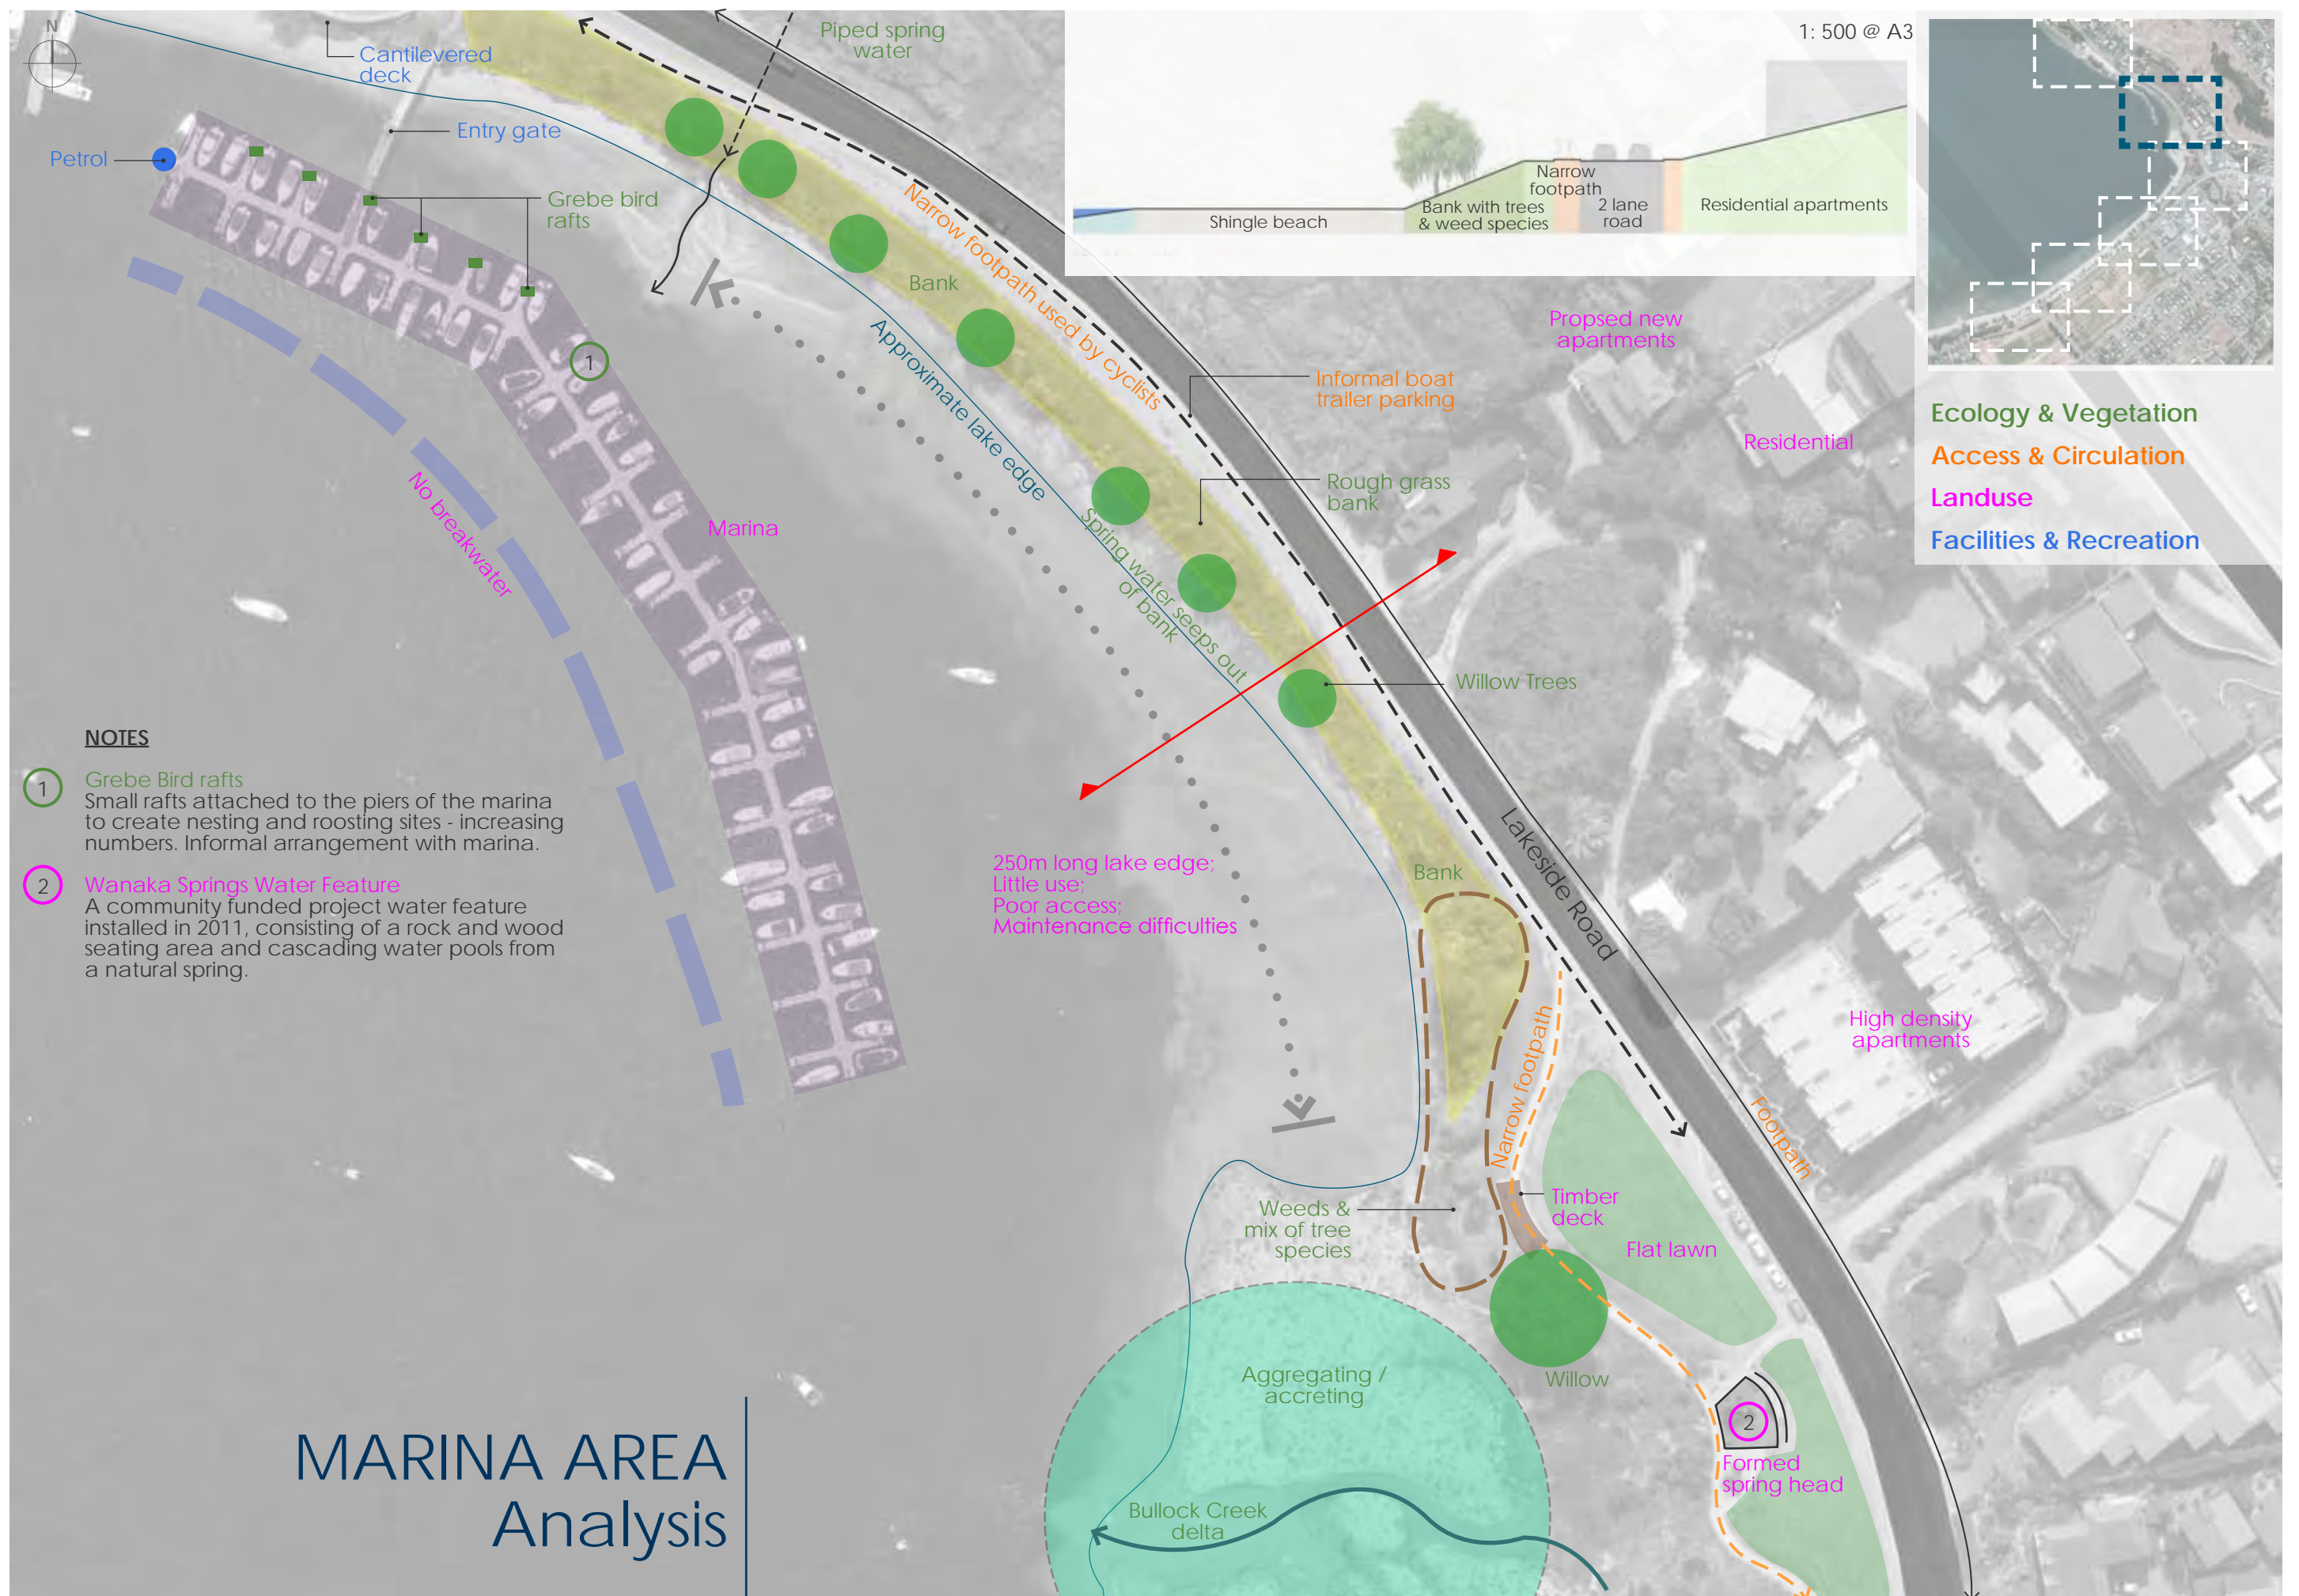 N
Cantilevered
deck
Piped spring
water
1: 500 @ A3
Entry gate
Petrol
Grebe bird
rafts
Narrow footpath used by cyclists
Bank
Approximate lake edge
Narrow
footpath
Shingle beach
Bank with trees
& weed species
2 lane
road
Residential apartments
Propsed new
apartments
Informal boat
trailer parking
Residential
Ecology & Vegetation
Access & Circulation
Landuse
Facilities & Recreation
1
No breakwater
Marina
Rough grass
bank
Spring water seeps out
of bank
Willow Trees
NOTES
1
Grebe Bird rafts
Small rafts attached to the piers of the marina
to create nesting and roosting sites - increasing
numbers. Informal arrangement with marina.
2
Wanaka Springs Water Feature
A community funded project water feature
installed in 2011, consisting of a rock and wood
seating area and cascading water pools from
a natural spring.
250m long lake edge;
Little use;
Poor access;
Maintenance difficulties
Bank
Lakeside Road
High density
apartments
Narrow footpath
Footpath
Timber
deck
Weeds &
mix of tree
species
Flat lawn
Aggregating /
accreting
Willow
2
Formed
spring head
Bullock Creek
delta
MARINA AREA
Analysis